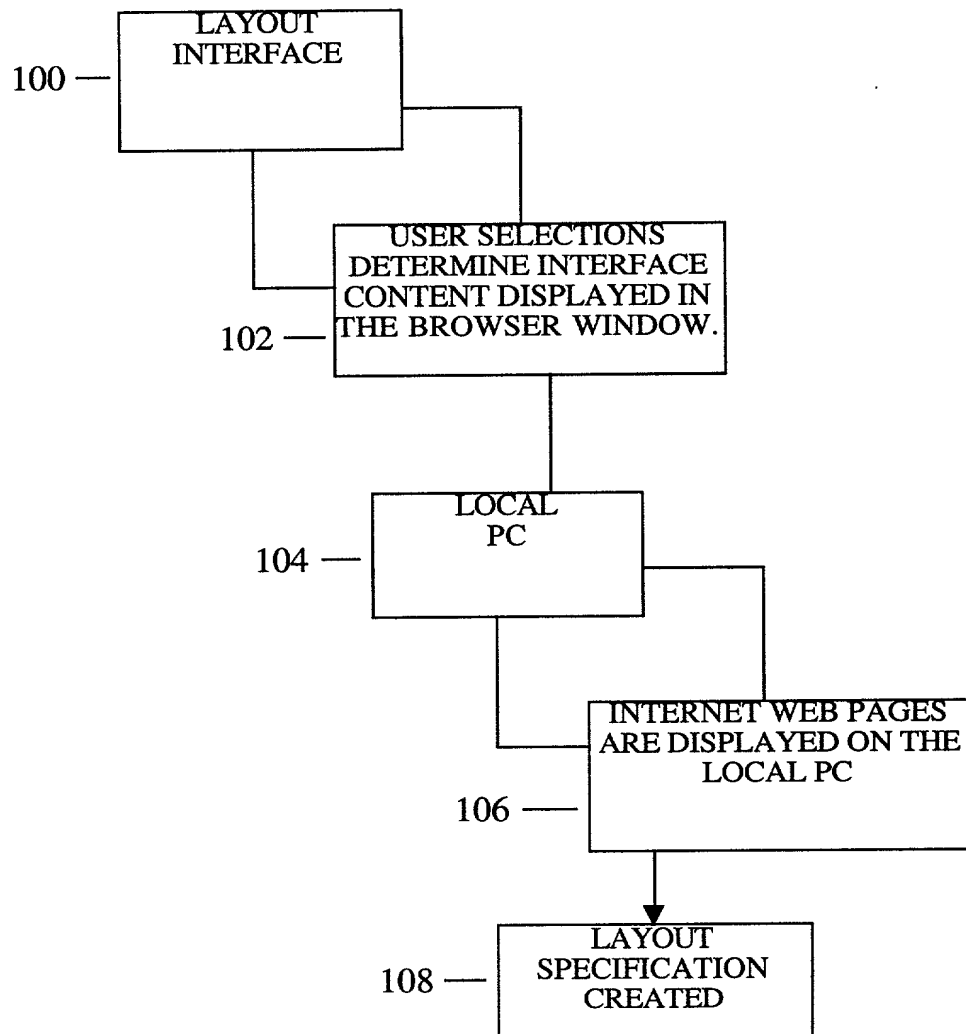 LAYOUT
INTERFACE
100
USER SELECTIONS
DETERMINE INTERFACE
CONTENT DISPLAYED IN
THE BROWSER WINDOW.
102
LOCAL
PC
104
INTERNET WEB PAGES
ARE DISPLAYED ON THE
LOCAL PC
106
LAYOUT
SPECIFICATION
CREATED
108